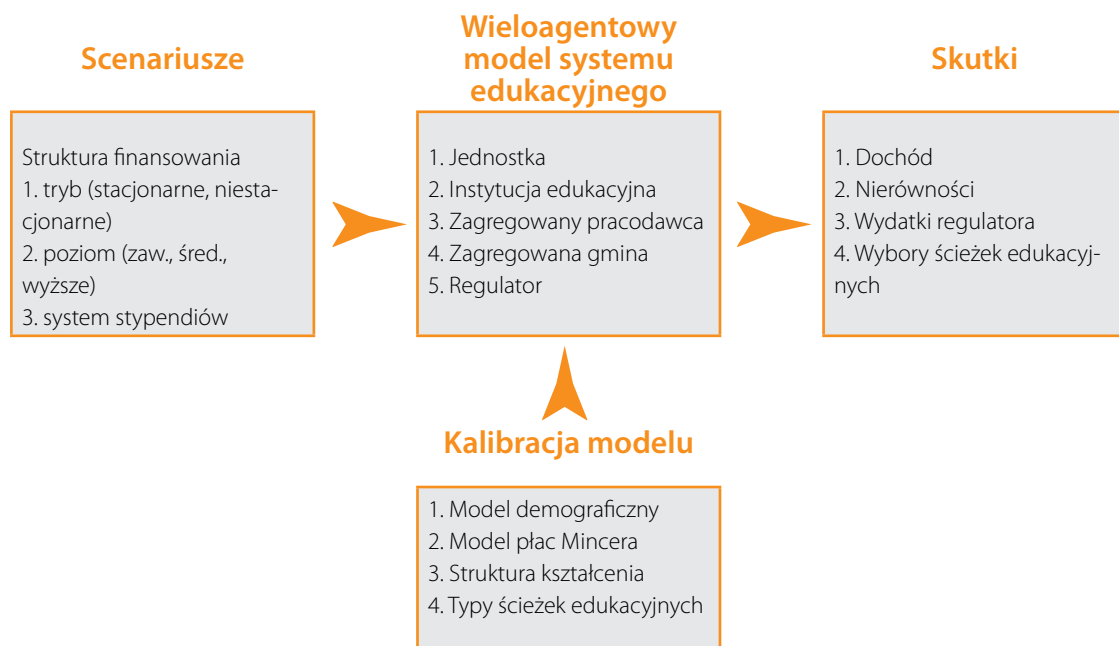 Scenariusze
Struktura finansowania
1. tryb (stacjonarne, niesta-
cjonarne)
2. poziom (zaw., śred.,
wyższe)
3. system stypendiów
Wieloagentowy
model systemu
edukacyjnego
1. Jednostka
2. Instytucja edukacyjna
3. Zagregowany pracodawca
4. Zagregowana gmina
5. Regulator
Skutki
1. Dochód
2. Nierówności
3. Wydatki regulatora
4. Wybory ścieżek edukacyj-
nych
Kalibracja modelu
1. Model demograficzny
2. Model płac Mincera
3. Struktura kształcenia
4. Typy ścieżek edukacyjnych